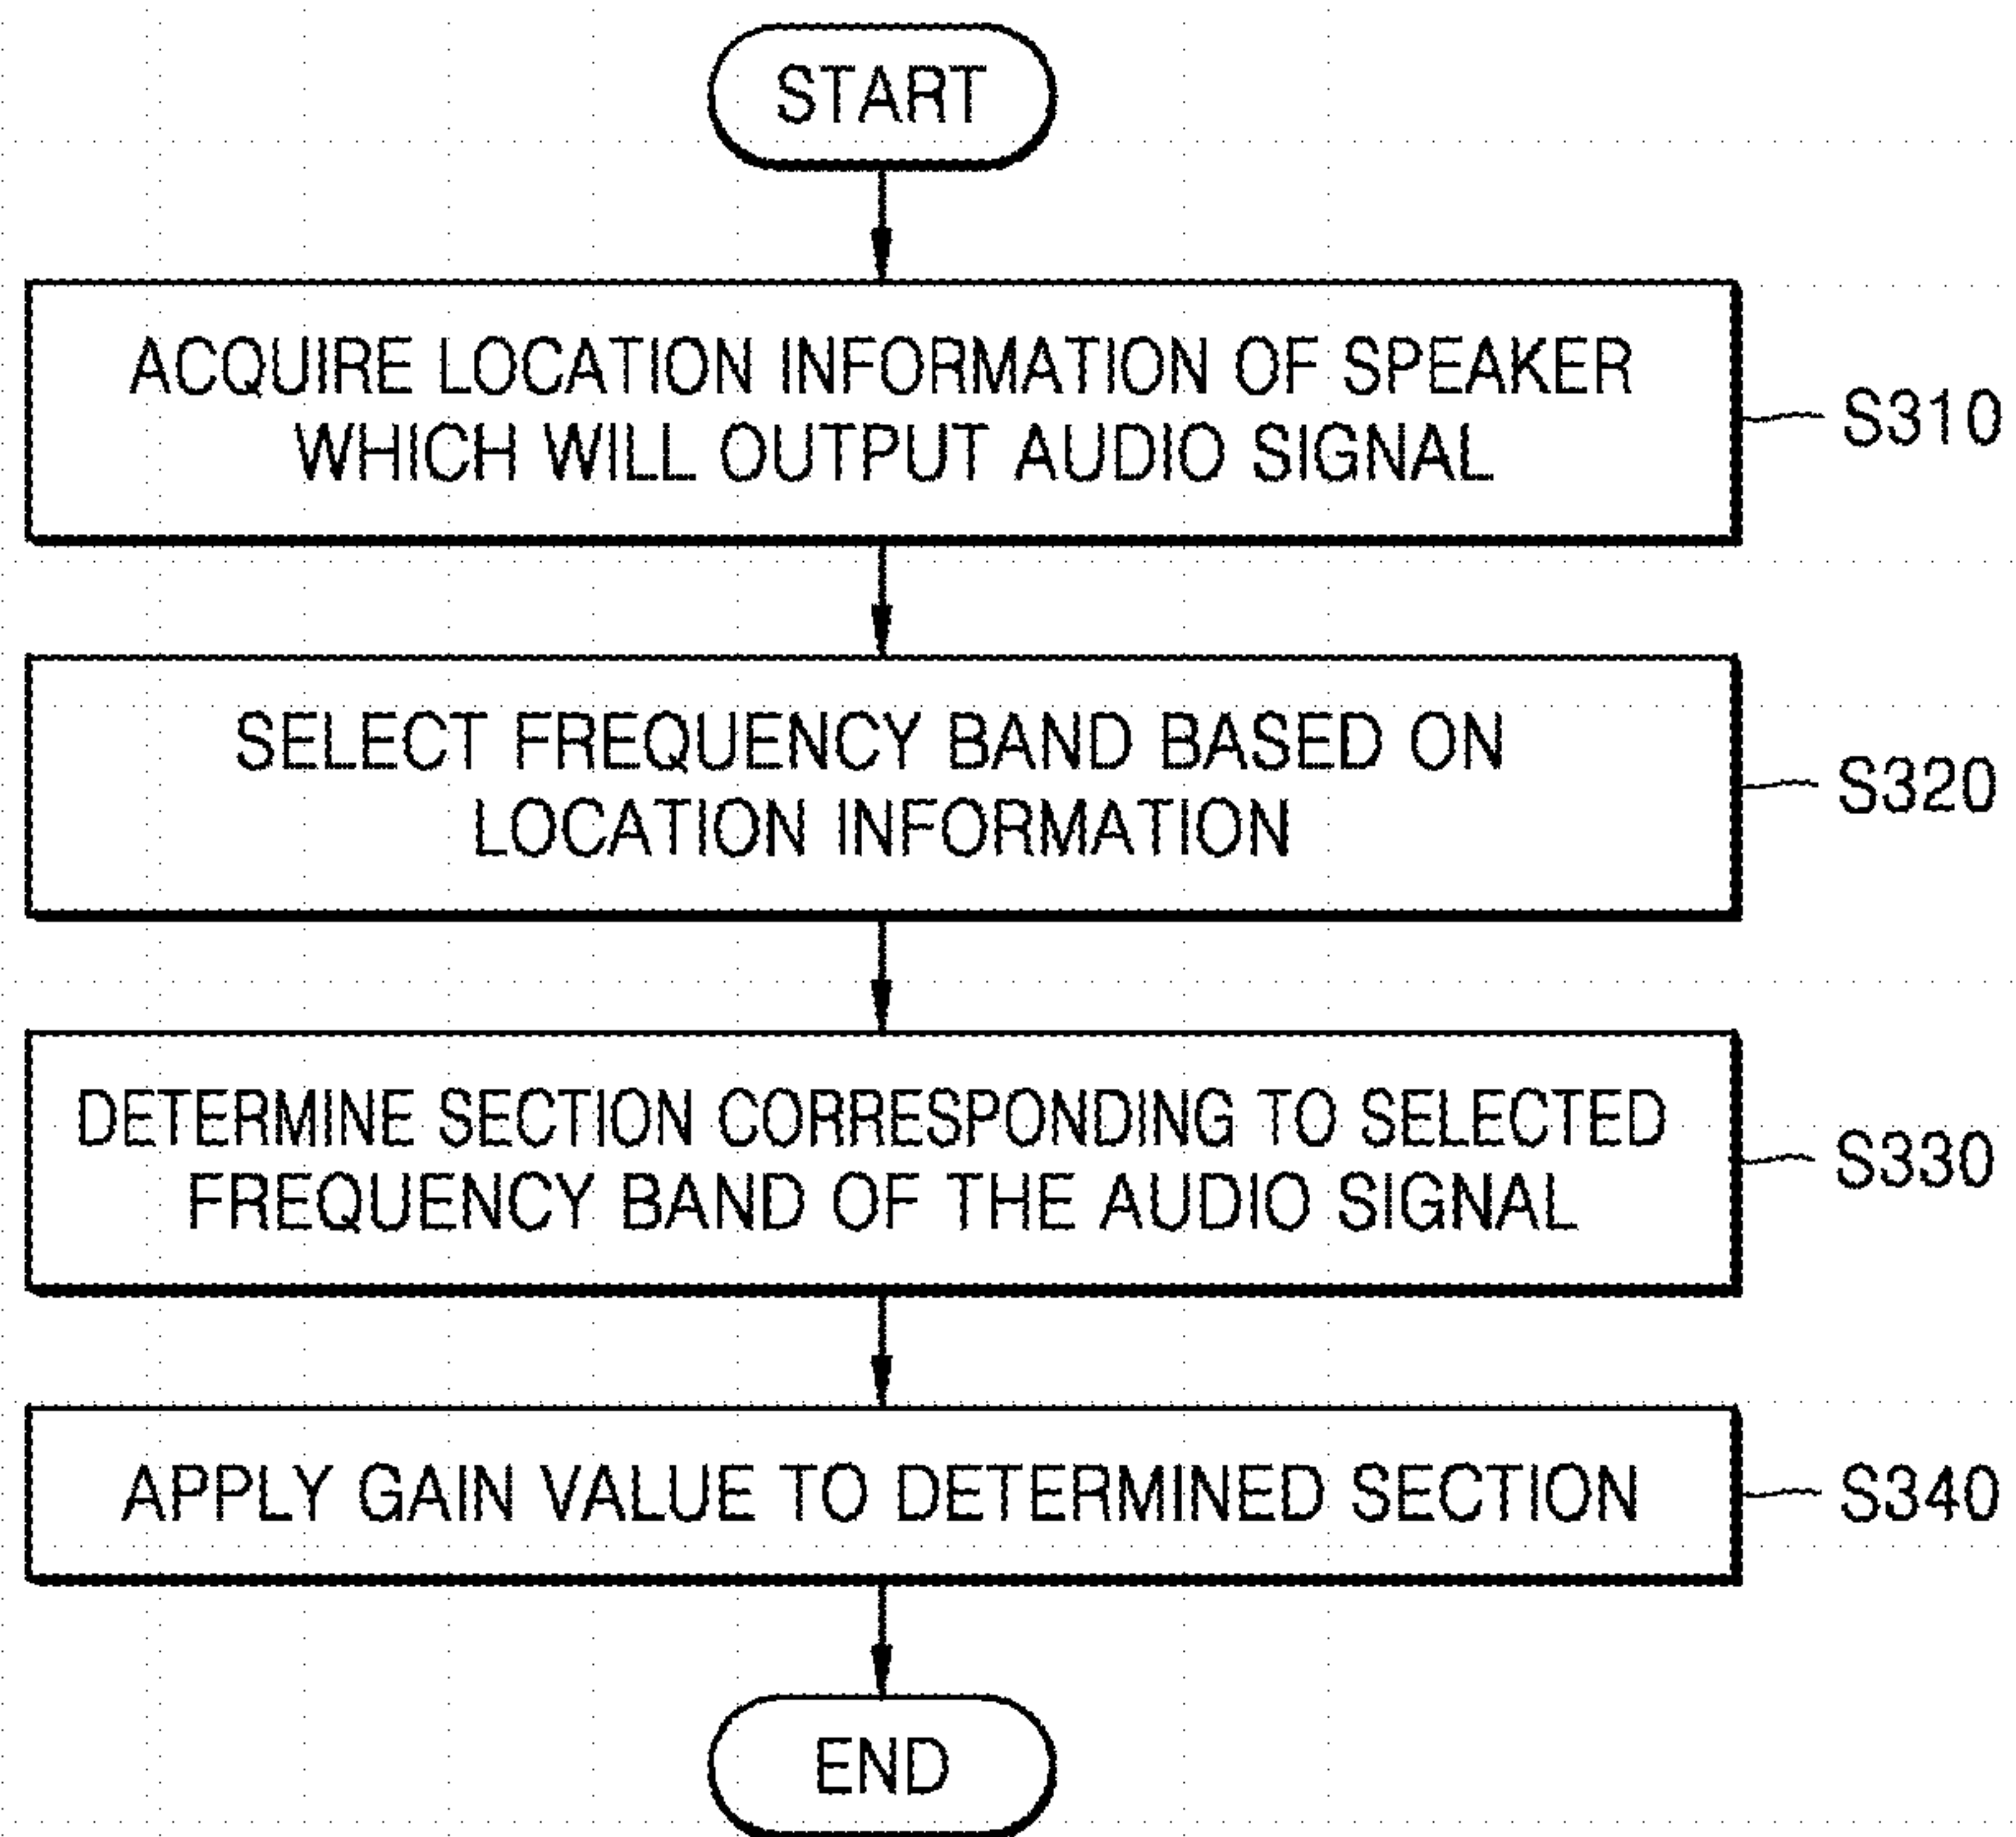 START
ACQUIRE LOCATION INFORMATION OF SPEAKER
WHICH WILL OUTPUT AUDIO SIGNAL
S310
SELECT FREQUENCY BAND BASED ON
LOCATION INFORMATION
S320
DETERMINE SECTION CORRESPONDING TO SELECTED
FREQUENCY BAND OF THE AUDIO SIGNAL
S330
APPLY GAIN VALUE TO DETERMINED SECTION
S340
END